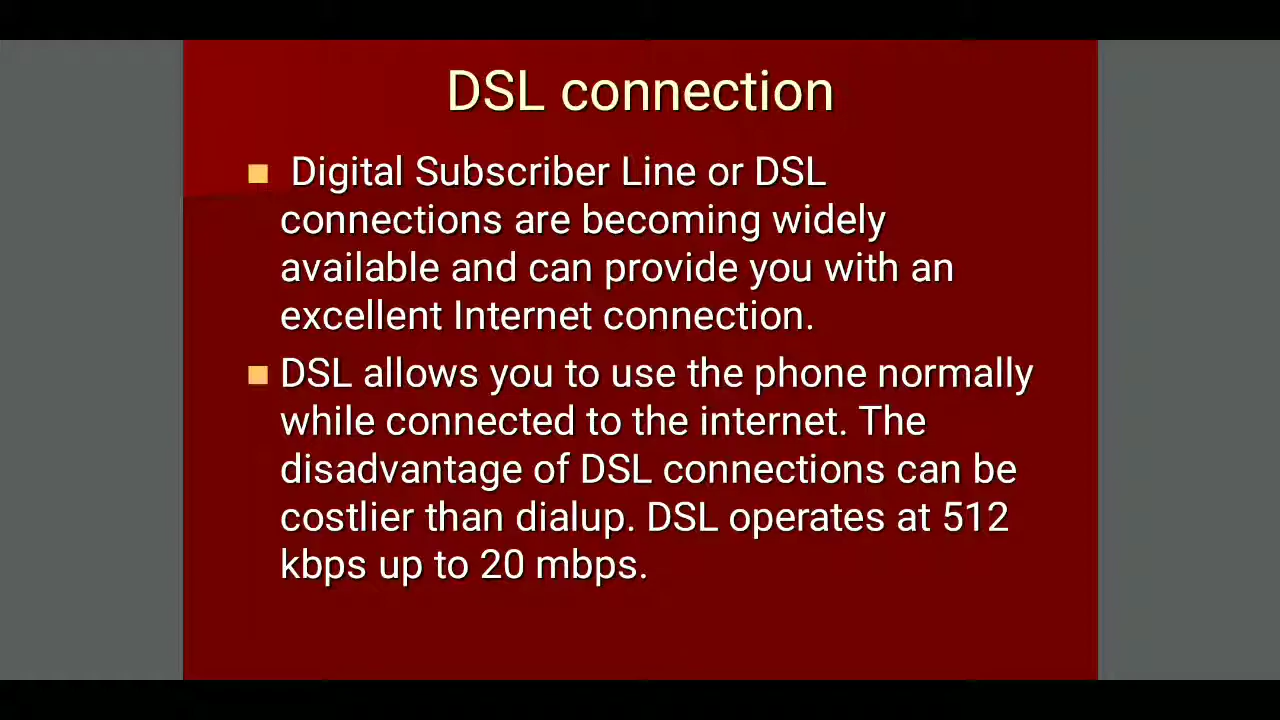 DSL connection
Digital Subscriber Line or DSL
connections are becoming widely
available and can provide you with an
excellent Internet connection.
DSL allows you to use the phone normally
while connected to the internet. The
disadvantage of DSL connections can be
costlier than dialup. DSL operates at 512
kbps up to 20 mbps.